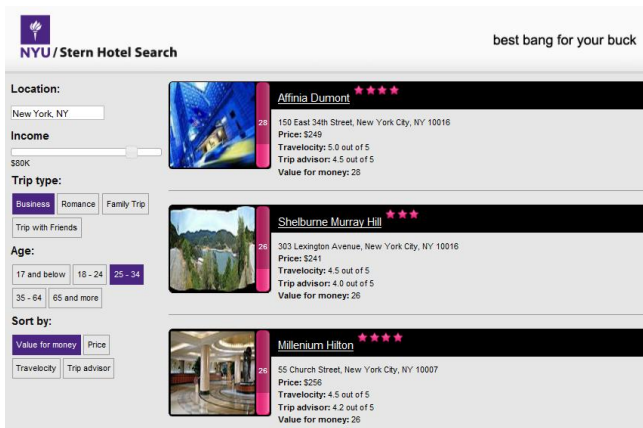 NYU / Stern Hotel Search
best bang for your buck
Location:
New York, NY
Income
$80K
Trip type:
Business Romance Family Trip
Trip with Friends
Age:
17 and below 18 - 24 25 - 34
35 - 64 65 and more
Sort by:
Value for money Price
Travelocity Trip advisor
28
Affinia Dumont
150 East 34th Street, New York City, NY 10016
Price: $249
Travelocity: 5.0 out of 5
Trip advisor: 4.5 out of 5
Value for money: 28
26
Shelburne Murray Hill
303 Lexington Avenue, New York City, NY 10016
Price: $241
Travelocity: 4.5 out of 5
Trip advisor: 4.0 out of 5
Value for money: 26
26
Millenium Hilton
55 Church Street, New York City, NY 10007
Price: $256
Travelocity: 4.5 out of 5
Trip advisor: 4.2 out of 5
Value for money: 26